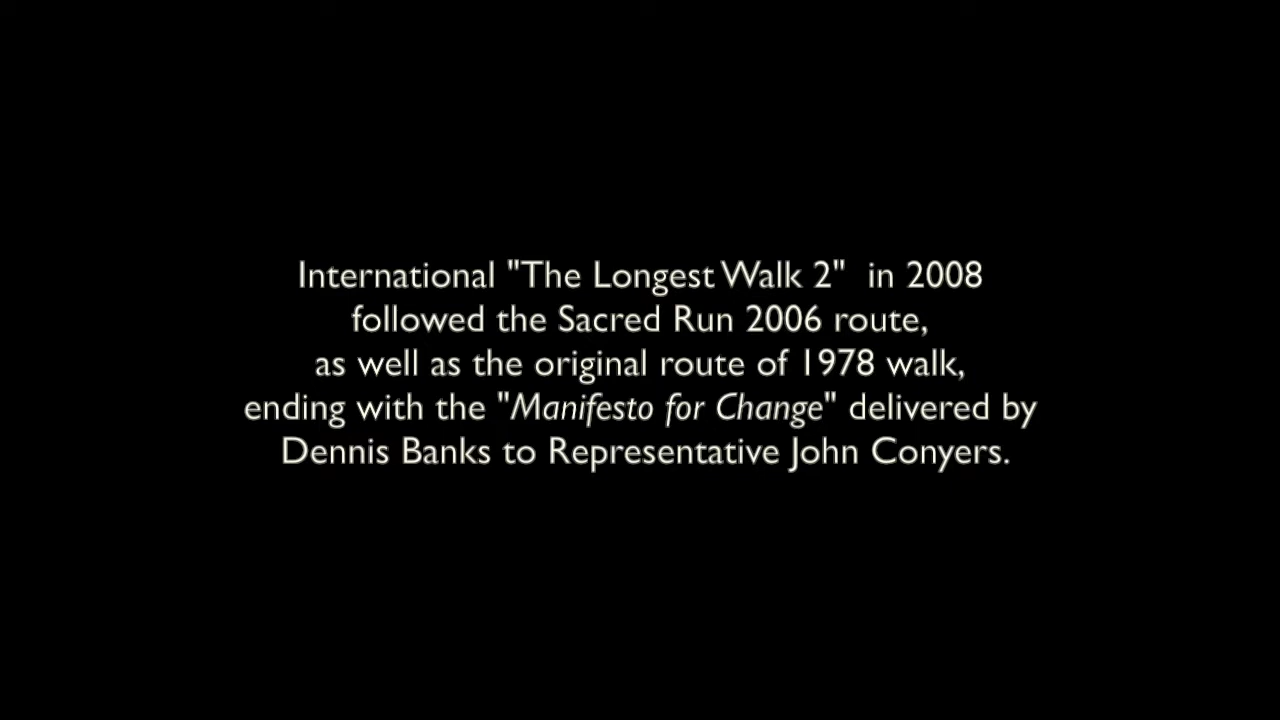 International "The Longest Walk 2"  in 2008
followed the Sacred Run 2006 route,
as well as the original route of 1978 walk,
ending with the "Manifesto for Change" delivered by
Dennis Banks to Representative John Conyers.